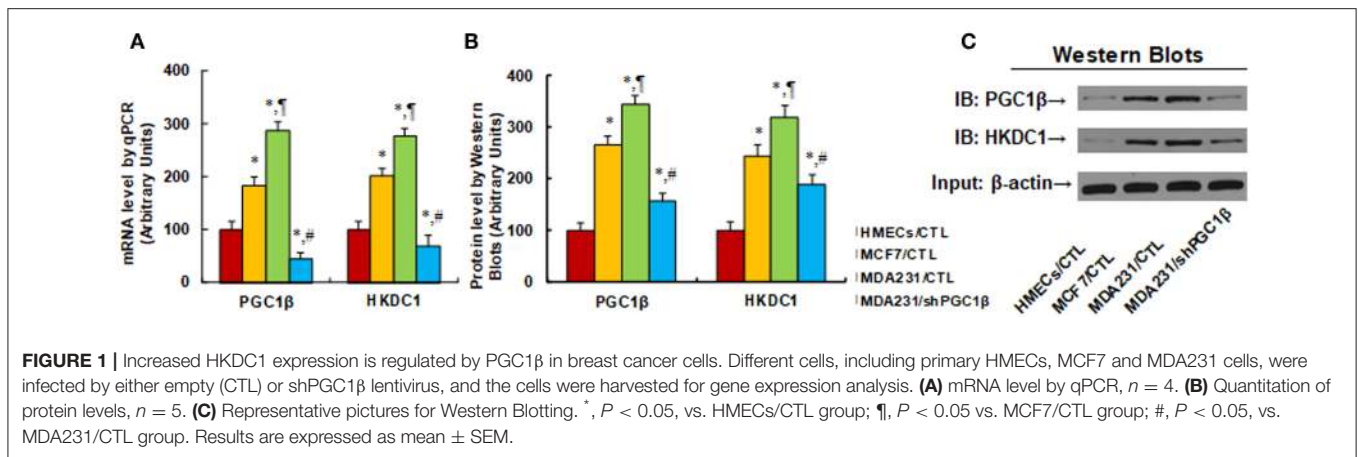 A
mRNA level by qPCR
(Arbitrary Units)
400
300
200
100
0
*
*,¶
*,#
*
*,¶
*,#
PGC1β
HKDC1
B
Protein level by Western
Blots (Arbitrary Units)
400
300
200
100
0
*
*,¶
*,#
*
*,¶
*,#
PGC1β
HKDC1
HMECs/CTL
MCF7/CTL
MDA231/CTL
MDA231/shPGC1β
C
Western Blots
IB: PGC1β→
IB: HKDC1→
Input: β-actin→
HMECs/CTL
MCF7/CTL
MDA231/CTL
MDA231/shPGC1β
FIGURE 1 | Increased HKDC1 expression is regulated by PGC1β in breast cancer cells. Different cells, including primary HMECs, MCF7 and MDA231 cells, were
infected by either empty (CTL) or shPGC1β lentivirus, and the cells were harvested for gene expression analysis. (A) mRNA level by qPCR, n = 4. (B) Quantitation of
protein levels, n = 5. (C) Representative pictures for Western Blotting. *, P < 0.05, vs. HMECs/CTL group; ¶, P < 0.05 vs. MCF7/CTL group; #, P < 0.05, vs.
MDA231/CTL group. Results are expressed as mean ± SEM.